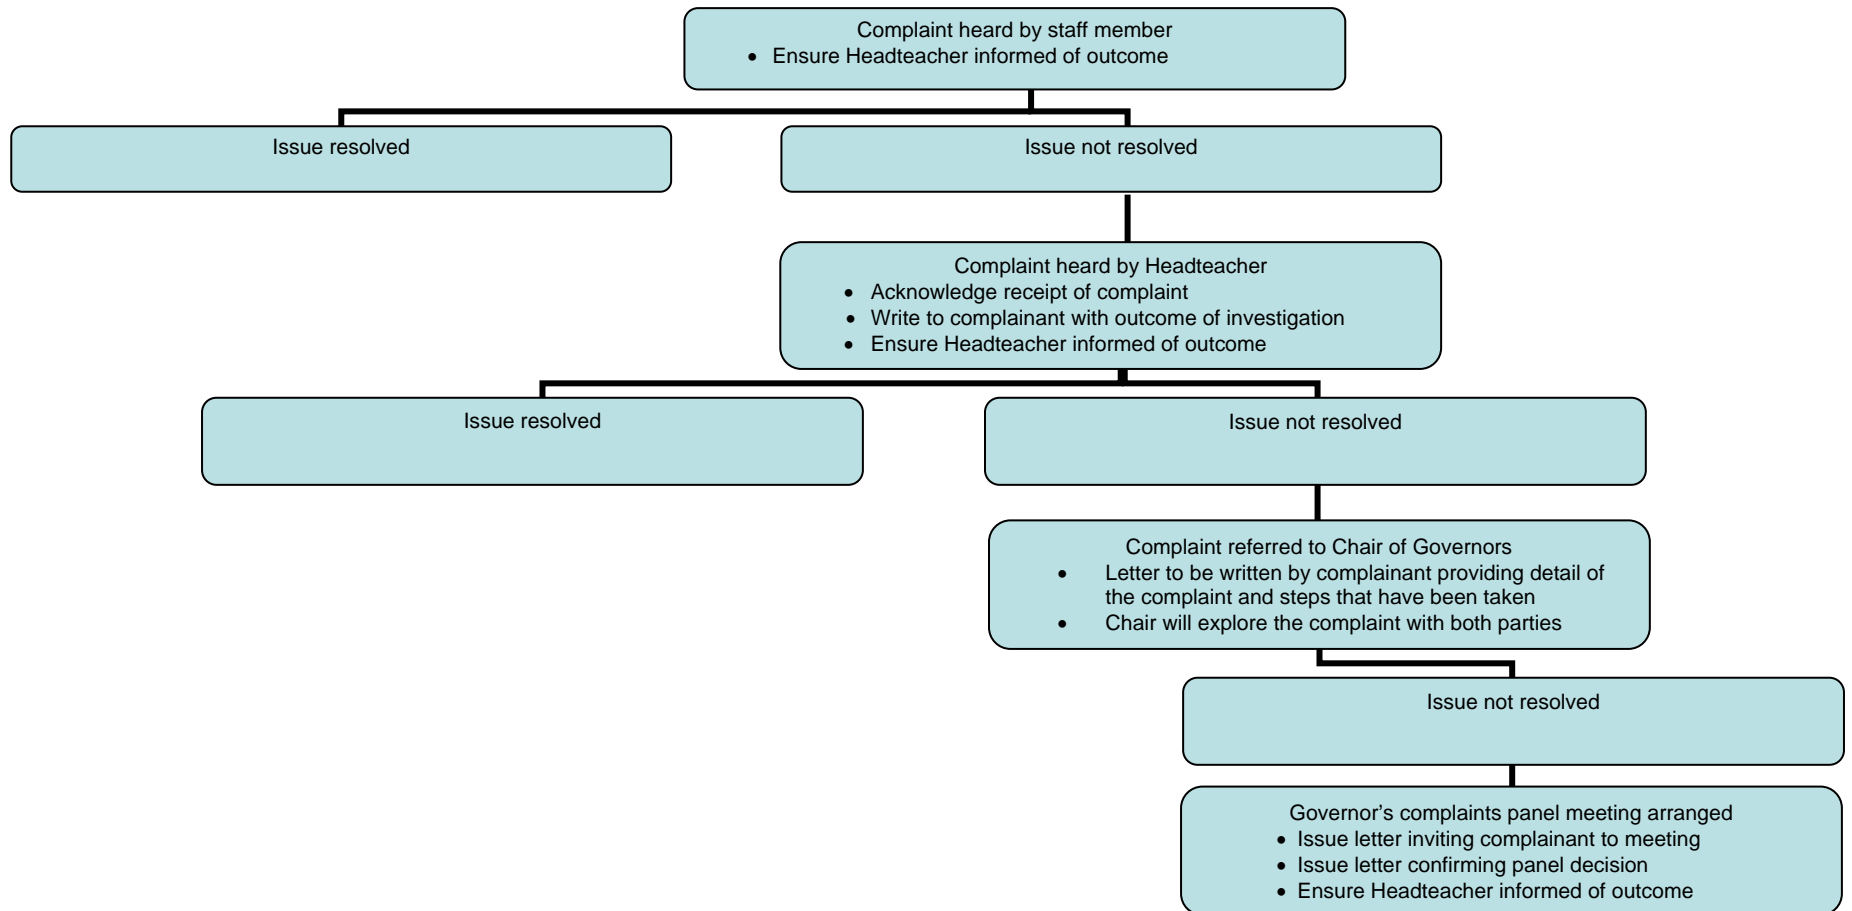 Complaint heard by staff member
• Ensure Headteacher informed of outcome
Issue resolved
Issue not resolved
Complaint heard by Headteacher
• Acknowledge receipt of complaint
• Write to complainant with outcome of investigation
• Ensure Headteacher informed of outcome
Issue resolved
Issue not resolved
Complaint referred to Chair of Governors
• Letter to be written by complainant providing detail of
the complaint and steps that have been taken
• Chair will explore the complaint with both parties
Issue not resolved
Governor’s complaints panel meeting arranged
• Issue letter inviting complainant to meeting
• Issue letter confirming panel decision
• Ensure Headteacher informed of outcome